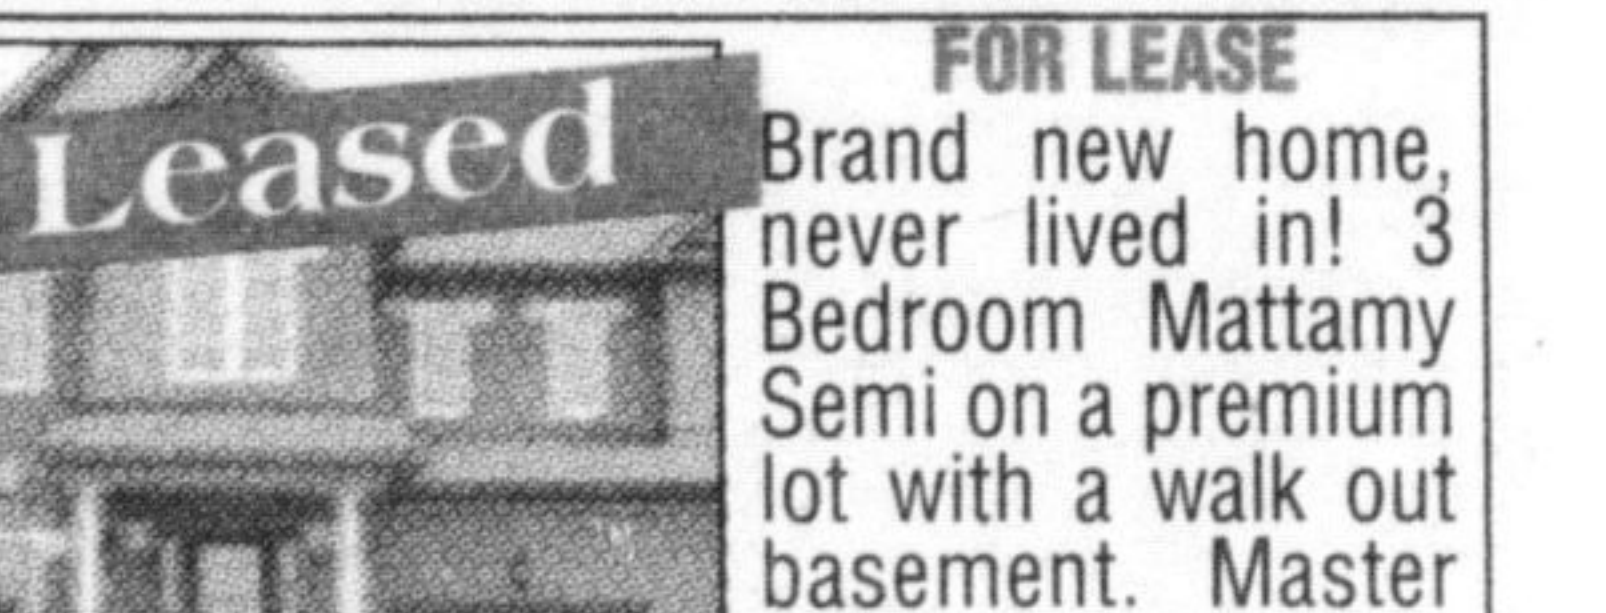 Leased
FOR LEASE
Brand new home,
never lived in! 3
Bedroom Mattamy
Semi on a premium
lot with a walk out
basement. Master